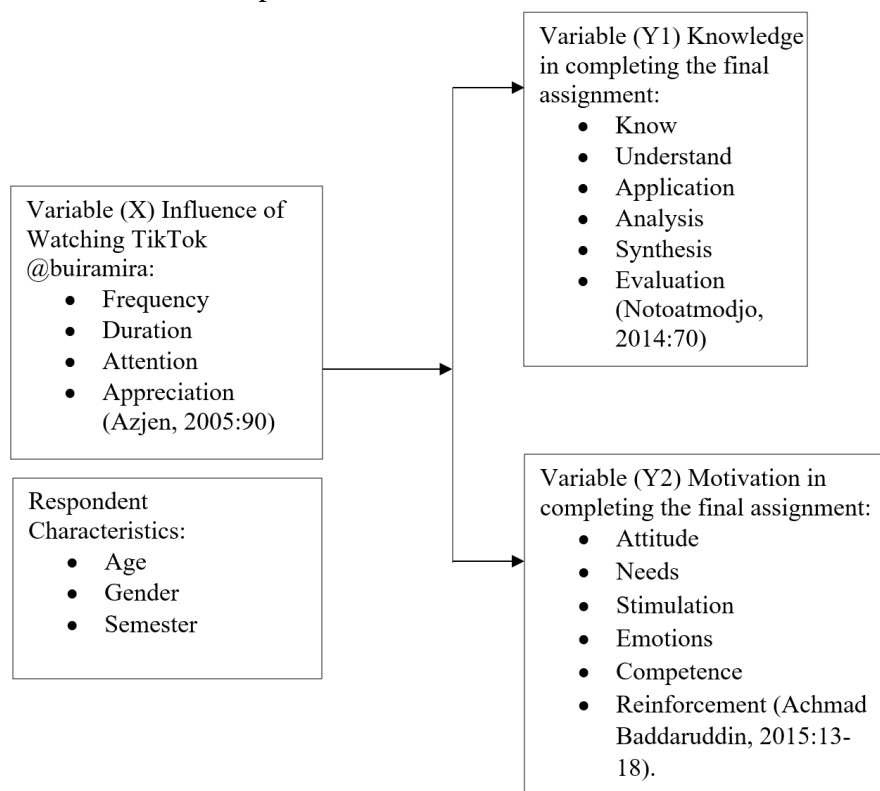 Variable (X) Influence of
Watching TikTok
@buiramira:
• Frequency
• Duration
• Attention
• Appreciation
(Azjen, 2005:90)
Respondent
Characteristics:
• Age
• Gender
• Semester
Variable (Y1) Knowledge
in completing the final
assignment:
• Know
• Understand
• Application
• Analysis
• Synthesis
• Evaluation
(Notoatmodjo,
2014:70)
Variable (Y2) Motivation in
completing the final assignment:
• Attitude
• Needs
• Stimulation
• Emotions
• Competence
• Reinforcement (Achmad
Baddaruddin, 2015:13-
18).